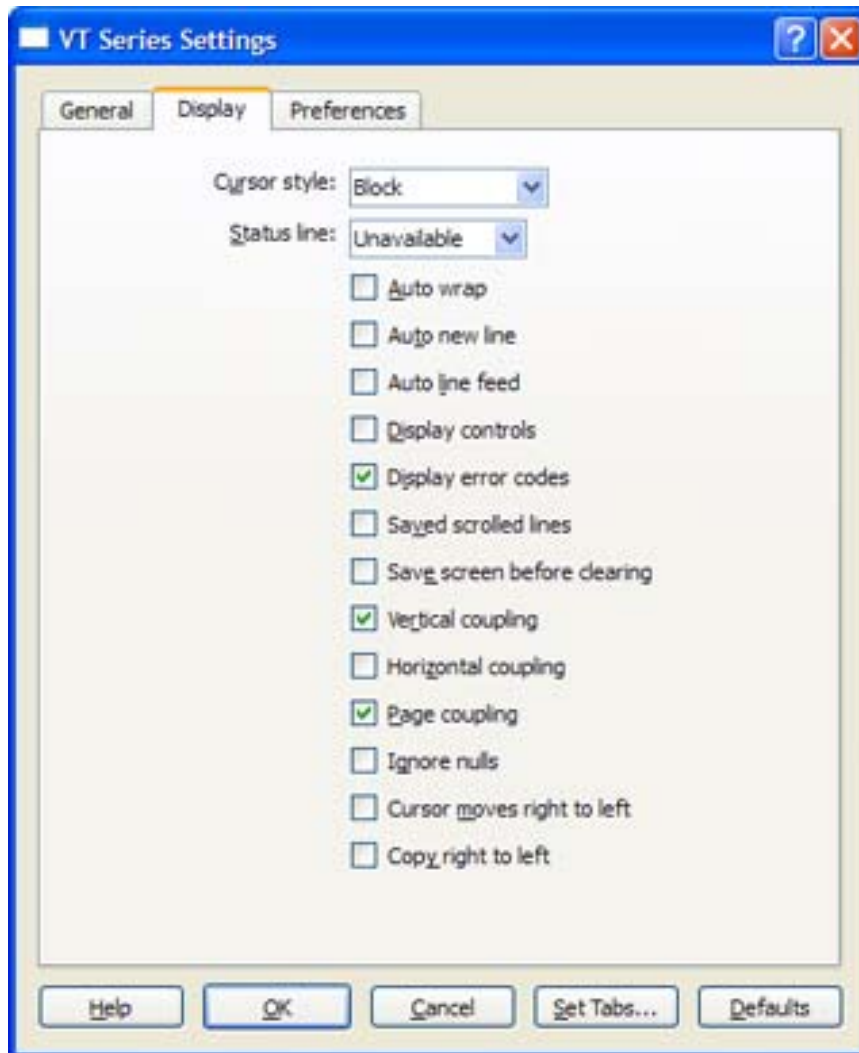 VT Series Settings
General Display Preferences
Cursor style: Block
Status line: Unavailable
Auto wrap
Auto new line
Auto line feed
Display controls
Display error codes
Saved scrolled lines
Save screen before clearing
Vertical coupling
Horizontal coupling
Page coupling
Ignore nulls
Cursor moves right to left
Copy right to left
Help OK Cancel Set Tabs... Defaults